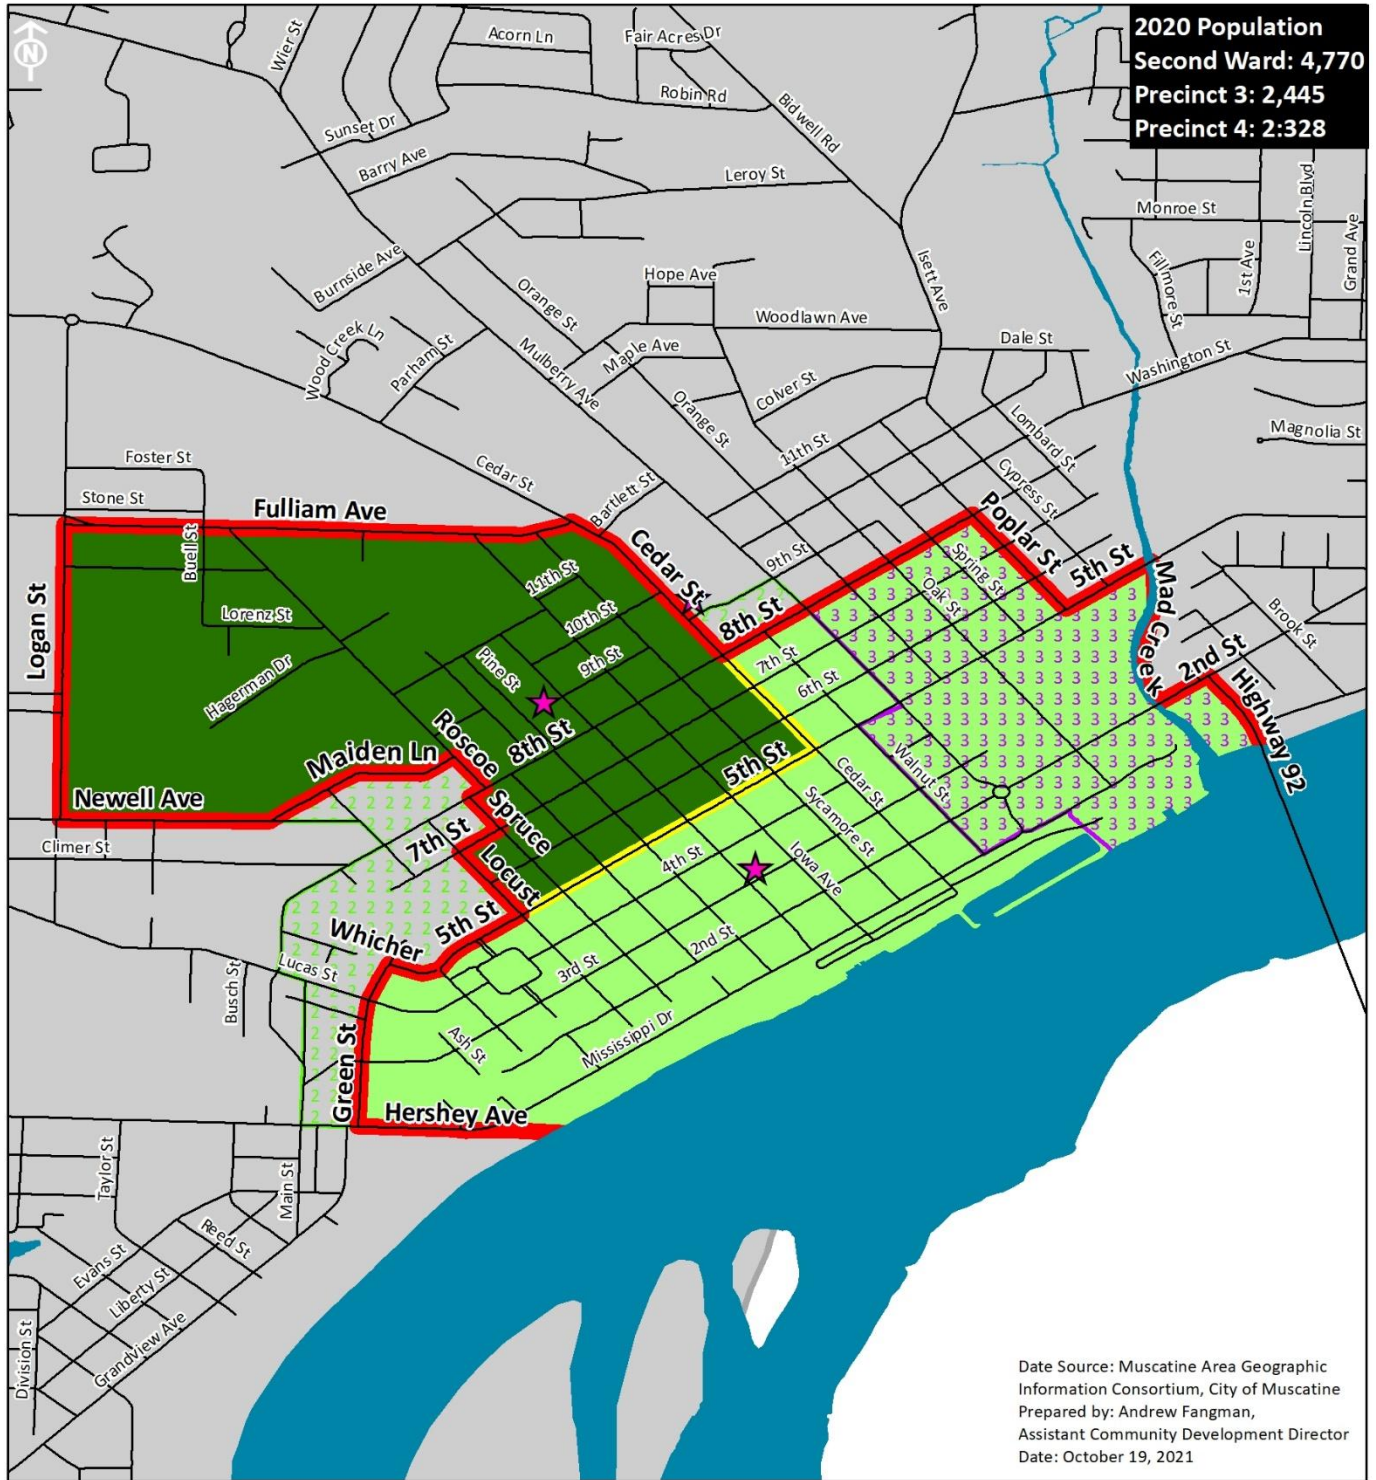 N
2020 Population
Second Ward: 4,770
Precinct 3: 2,445
Precinct 4: 2:328
Wier St
Acorn Ln
Fair Acres Dr
Robin Rd
Bidwell Rd
Sunset Dr
Barry Ave
Leroy St
Monroe St
Lincoln Blvd
Grand Ave
1st Ave
Fillmore St
Isett Ave
Burnside Ave
Orange St
Hope Ave
Woodlawn Ave
Wood Creek Ln
Parham St
Mulberry Ave
Maple Ave
Dale St
Washington St
Colver St
Orange St
11th St
Lombard St
Magnolia St
Cypress St
Foster St
Cedar St
Bartlett St
Stone St
Fulliam Ave
Poplar St
Buell St
9th St
5th St
Cedar St
Spring St
Oak St
Mad Creek
11th St
10th St
8th St
Logan St
Lorenz St
Brook St
7th St
9th St
Pine St
6th St
2nd St
Hagerman Dr
Highway 92
Roscoe
8th St
Maiden Ln
5th St
Walnut St
Cedar St
Newell Ave
Spruce
Sycamore St
7th St
Climer St
Locust
4th St
Iowa Ave
5th St
Whicher
2nd St
Lucas St
3rd St
Busch St
Ash St
Mississippi Dr
Green St
Hershey Ave
Taylor St
Main St
Reed St
Evans St
Liberty St
Grandview Ave
Division St
Date Source: Muscatine Area Geographic
Information Consortium, City of Muscatine
Prepared by: Andrew Fangman,
Assistant Community Development Director
Date: October 19, 2021